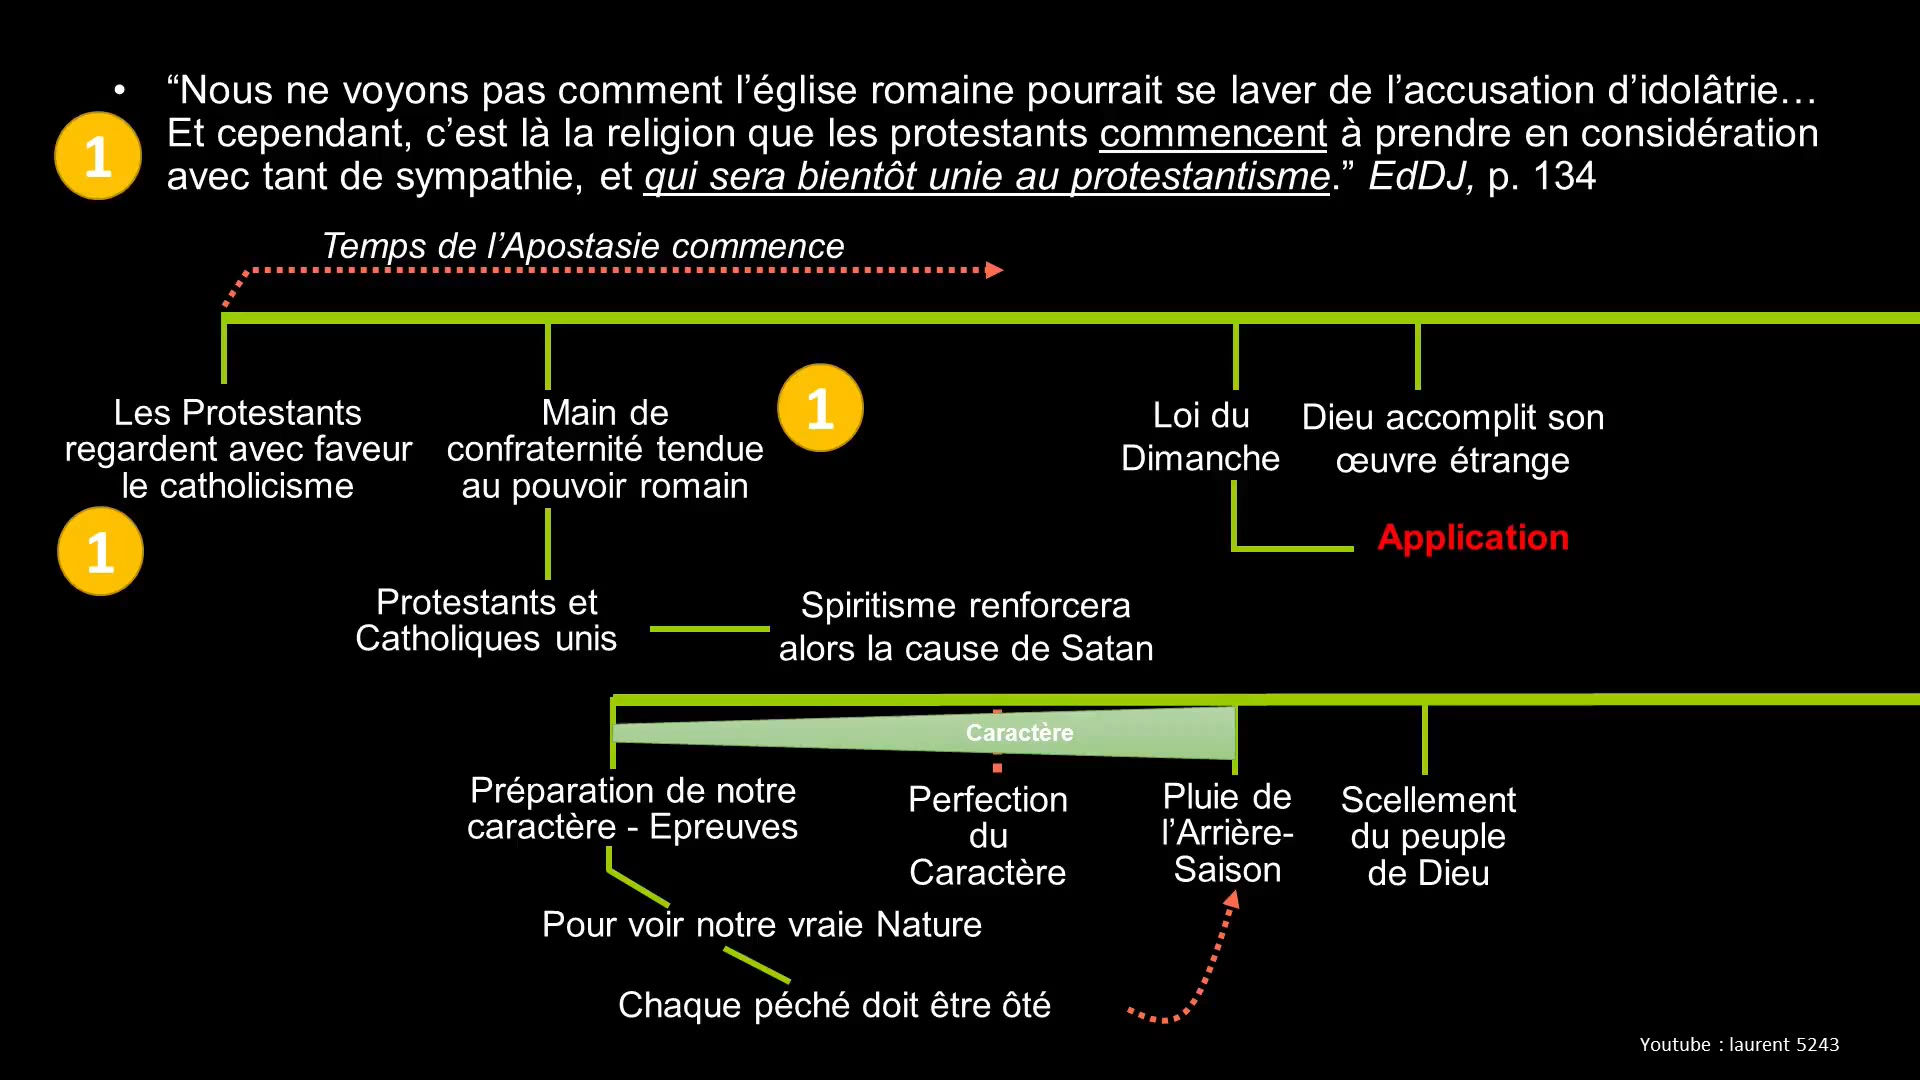 • “Nous ne voyons pas comment l’église romaine pourrait se laver de l’accusation d’idolâtrie…
Et cependant, c’est là la religion que les protestants commencent à prendre en considération
avec tant de sympathie, et qui sera bientôt unie au protestantisme.” EdDJ, p. 134
1
Temps de l’Apostasie commence
Les Protestants
regardent avec faveur
le catholicisme
1
Main de
confraternité tendue
au pouvoir romain
1
Loi du
Dimanche
Dieu accomplit son
œuvre étrange
Application
Protestants et
Catholiques unis
Spiritisme renforcera
alors la cause de Satan
Caractère
Préparation de notre
caractère - Epreuves
Perfection
du
Caractère
Pluie de
l’Arrière-
Saison
Scellement
du peuple
de Dieu
Pour voir notre vraie Nature
Chaque péché doit être ôté
Youtube : laurent 5243